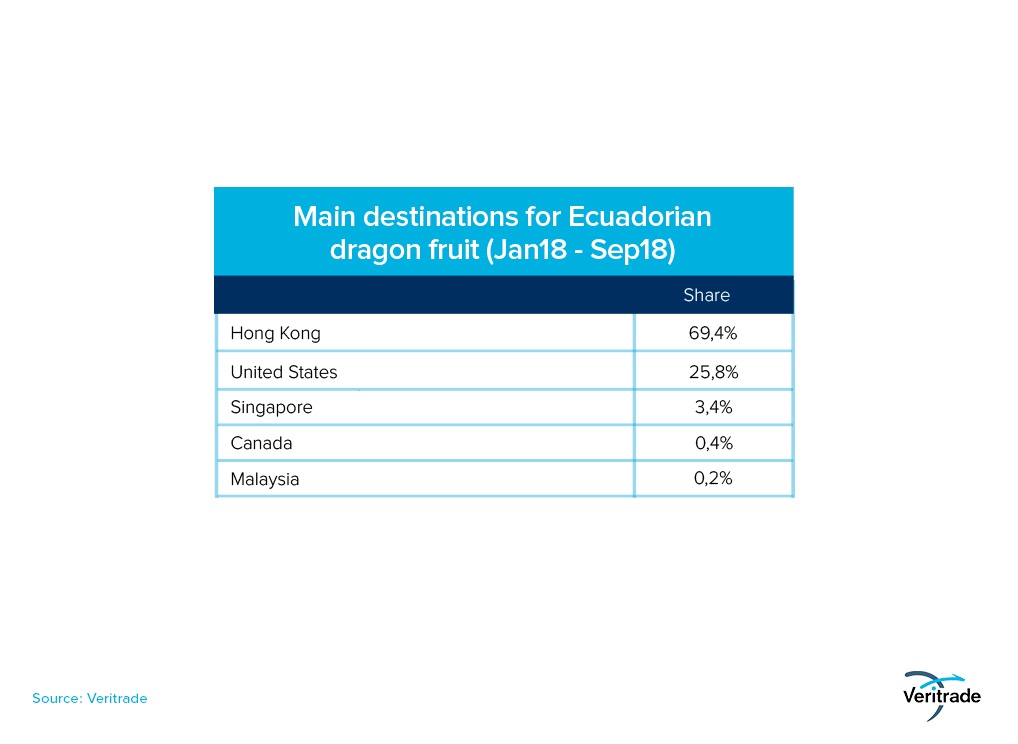 Main destinations for Ecuadorian
dragon fruit (Jan18 - Sep18)
Share
Hong Kong 69,4%
United States 25,8%
Singapore 3,4%
Canada 0,4%
Malaysia 0,2%
Source: Veritrade
Veritrade